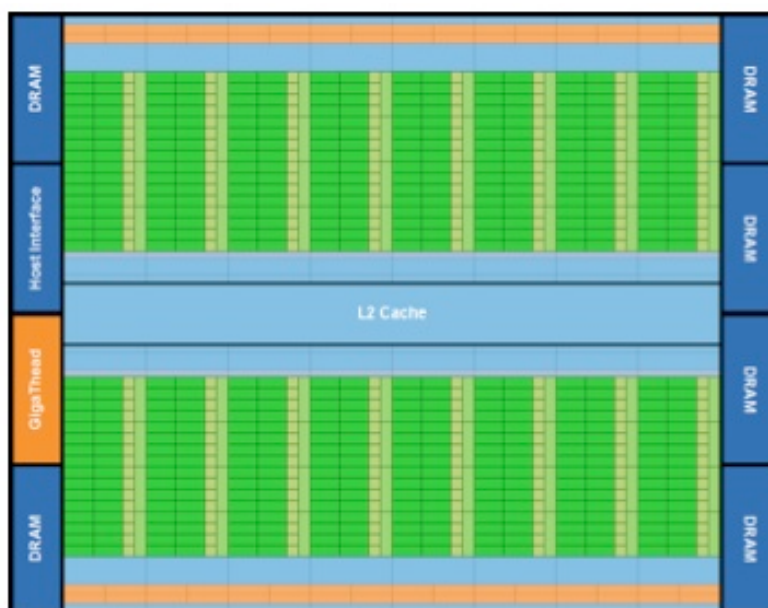 DRAM
Host Interface
GigaThead
DRAM
L2 Cache
DRAM
DRAM
DRAM
DRAM